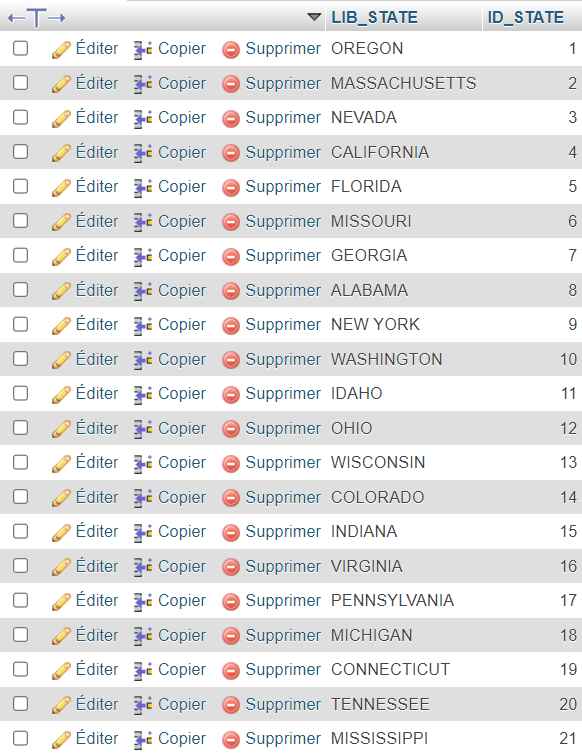 LIB_STATE ID_STATE
Éditer Copier Supprimer OREGON 1
Éditer Copier Supprimer MASSACHUSETTS 2
Éditer Copier Supprimer NEVADA 3
Éditer Copier Supprimer CALIFORNIA 4
Éditer Copier Supprimer FLORIDA 5
Éditer Copier Supprimer MISSOURI 6
Éditer Copier Supprimer GEORGIA 7
Éditer Copier Supprimer ALABAMA 8
Éditer Copier Supprimer NEW YORK 9
Éditer Copier Supprimer WASHINGTON 10
Éditer Copier Supprimer IDAHO 11
Éditer Copier Supprimer OHIO 12
Éditer Copier Supprimer WISCONSIN 13
Éditer Copier Supprimer COLORADO 14
Éditer Copier Supprimer INDIANA 15
Éditer Copier Supprimer VIRGINIA 16
Éditer Copier Supprimer PENNSYLVANIA 17
Éditer Copier Supprimer MICHIGAN 18
Éditer Copier Supprimer CONNECTICUT 19
Éditer Copier Supprimer TENNESSEE 20
Éditer Copier Supprimer MISSISSIPPI 21